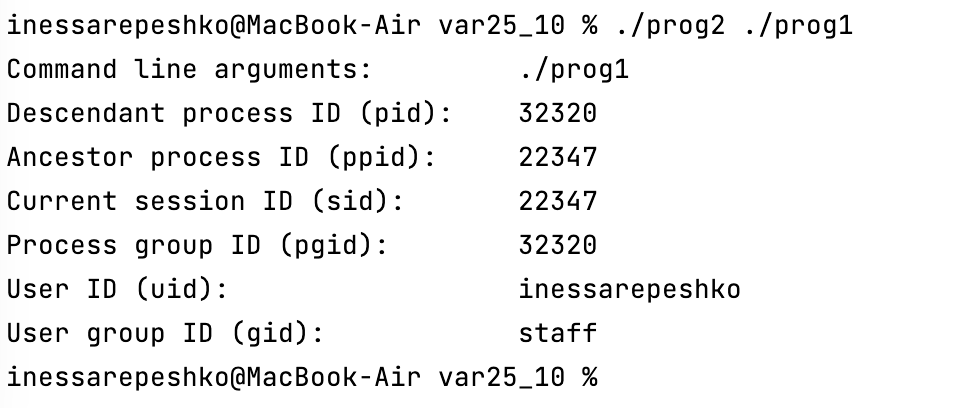 inessarepeshko@MacBook-Air var25_10 % ./prog2 ./prog1
Command line arguments: ./prog1
Descendant process ID (pid): 32320
Ancestor process ID (ppid): 22347
Current session ID (sid): 22347
Process group ID (pgid): 32320
User ID (uid): inessarepeshko
User group ID (gid): staff
inessarepeshko@MacBook-Air var25_10 %